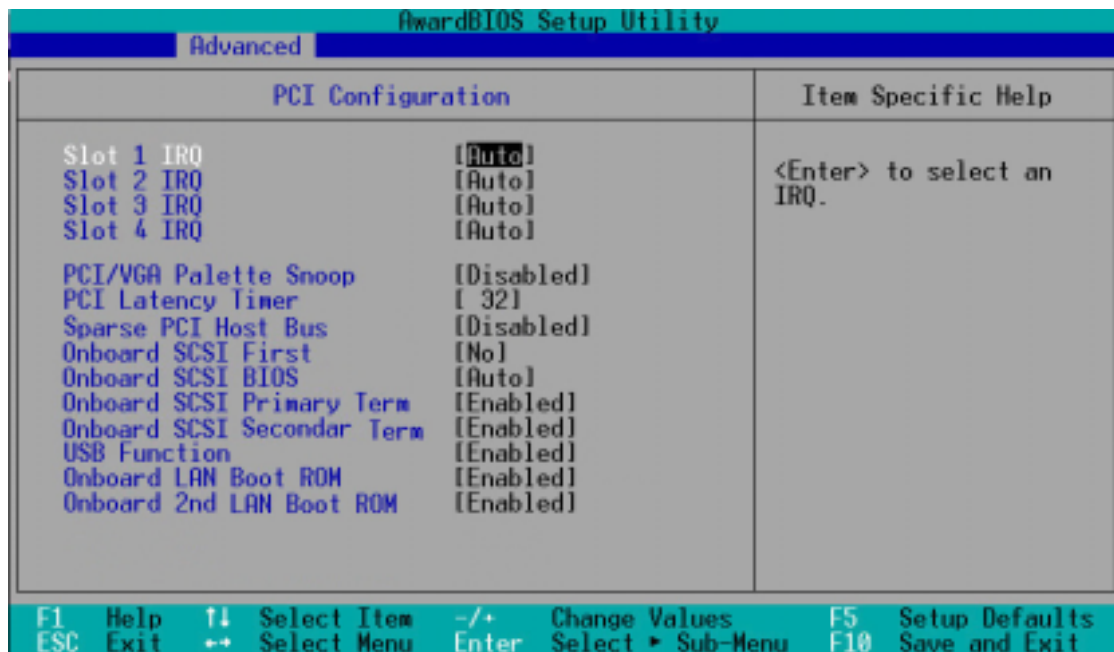 AwardBIOS Setup Utility
Advanced
PCI Configuration
Item Specific Help
Slot 1 IRQ [Auto]
Slot 2 IRQ [Auto]
Slot 3 IRQ [Auto]
Slot 4 IRQ [Auto]
<Enter> to select an
IRQ.
PCI/VGA Palette Snoop [Disabled]
PCI Latency Timer [ 32]
Sparse PCI Host Bus [Disabled]
Onboard SCSI First [No]
Onboard SCSI BIOS [Auto]
Onboard SCSI Primary Term [Enabled]
Onboard SCSI Secondar Term [Enabled]
USB Function [Enabled]
Onboard LAN Boot ROM [Enabled]
Onboard 2nd LAN Boot ROM [Enabled]
F1 Help ↑↓ Select Item -/+ Change Values F5 Setup Defaults
ESC Exit ←→ Select Menu Enter Select ► Sub-Menu F10 Save and Exit